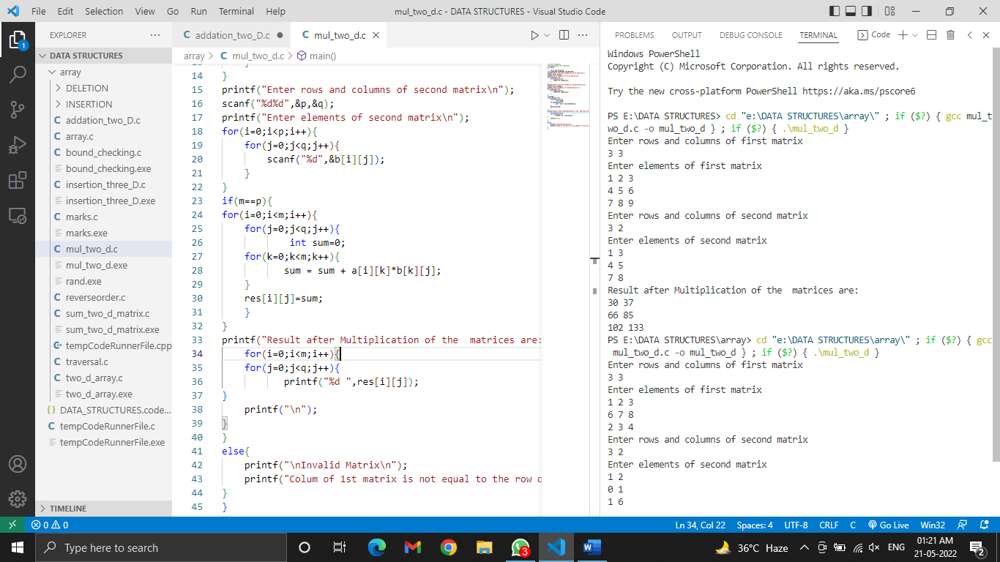 File Edit Selection View Go Run Terminal Help
mul_two_d.c - DATA STRUCTURES - Visual Studio Code
EXPLORER
DATA STRUCTURES
array
DELETION
INSERTION
addation_two_D.c
array.c
bound_checking.c
bound_checking.exe
insertion_three_D.c
insertion_three_D.exe
marks.c
marks.exe
mul_two_d.c
mul_two_d.exe
rand.exe
reverseorder.c
sum_two_d_matrix.c
sum_two_d_matrix.exe
tempCodeRunnerFile.cpp
traversal.c
two_d_array.c
two_d_array.exe
DATA_STRUCTURES.code...
tempCodeRunnerFile.c
tempCodeRunnerFile.exe
TIMELINE
1
addation_two_D.c
mul_two_d.c
array > mul_two_d.c > main()
14 }
15 printf("Enter rows and columns of second matrix\n");
16 scanf("%d%d",&p,&q);
17 printf("Enter elements of second matrix\n");
18 for(i=0;i<p;i++){
19 for(j=0;j<q;j++){
20 scanf("%d",&b[i][j]);
21 }
22 }
23 if(m==p){
24 for(i=0;i<m;i++){
25 for(j=0;j<q;j++){
26 int sum=0;
27 for(k=0;k<m;k++){
28 sum = sum + a[i][k]*b[k][j];
29 }
30 res[i][j]=sum;
31 }
32 }
33 printf("Result after Multiplication of the  matrices are:
34 for(i=0;i<m;i++){
35 for(j=0;j<q;j++){
36 printf("%d ",res[i][j]);
37 }
38 printf("\n");
39 }
40 }
41 else{
42 printf("\nInvalid Matrix\n");
43 printf("Colum of 1st matrix is not equal to the row
44 }
45 }
PROBLEMS OUTPUT DEBUG CONSOLE TERMINAL Code
Windows PowerShell
Copyright (C) Microsoft Corporation. All rights reserved.
Try the new cross-platform PowerShell https://aka.ms/pscore6
PS E:\DATA STRUCTURES> cd "e:\DATA STRUCTURES\array\" ; if ($?) { gcc mul_t
wo_d.c -o mul_two_d } ; if ($?) { .\mul_two_d }
Enter rows and columns of first matrix
3 3
Enter elements of first matrix
1 2 3
4 5 6
7 8 9
Enter rows and columns of second matrix
3 2
Enter elements of second matrix
1 3
4 5
7 8
Result after Multiplication of the  matrices are:
30 37
66 85
102 133
PS E:\DATA STRUCTURES\array> cd "e:\DATA STRUCTURES\array\" ; if ($?) { gcc
mul_two_d.c -o mul_two_d } ; if ($?) { .\mul_two_d }
Enter rows and columns of first matrix
3 3
Enter elements of first matrix
1 2 3
6 7 8
2 3 4
Enter rows and columns of second matrix
3 2
Enter elements of second matrix
1 2
0 1
1 6
0 0
Ln 34, Col 22 Spaces: 4 UTF-8 CRLF C Go Live Win32
Type here to search
3
36°C Haze
ENG
01:21 AM
21-05-2022
2